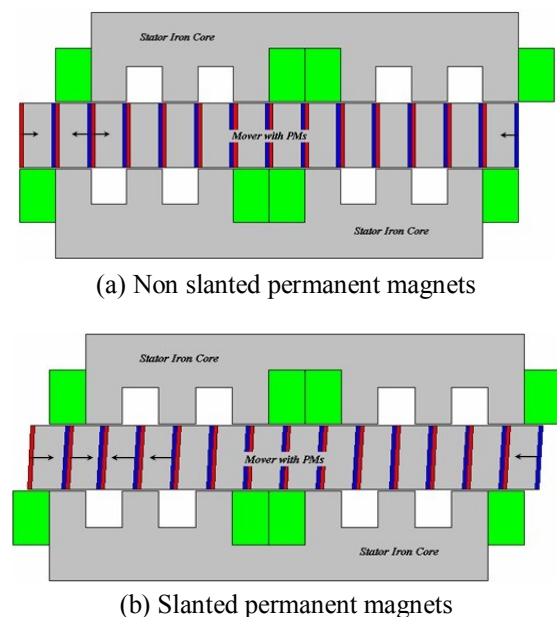 Stator Iron Core
Mover with PMs
Stator Iron Core
(a) Non slanted permanent magnets
Stator Iron Core
Mover with PMs
Stator Iron Core
(b) Slanted permanent magnets